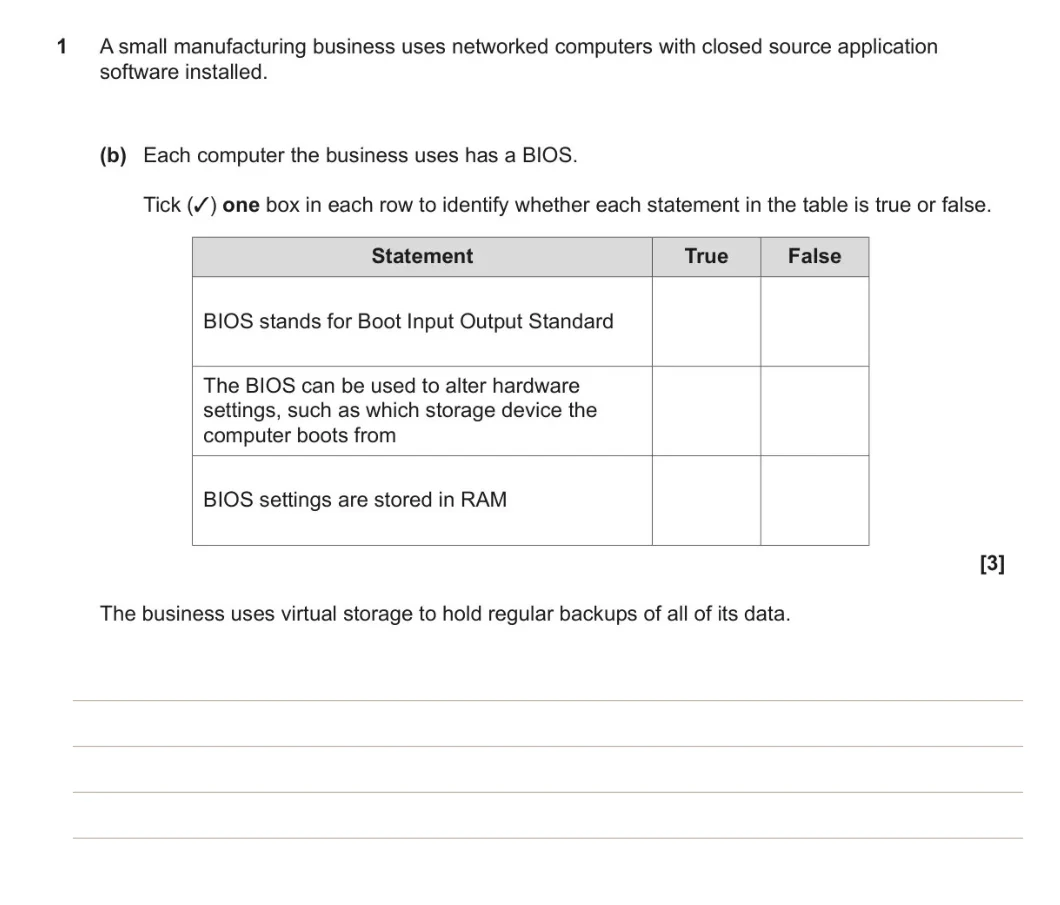 1 A small manufacturing business uses networked computers with closed source application
software installed.
(b) Each computer the business uses has a BIOS.
Tick (✓) one box in each row to identify whether each statement in the table is true or false.
Statement True False
BIOS stands for Boot Input Output Standard
The BIOS can be used to alter hardware
settings, such as which storage device the
computer boots from
BIOS settings are stored in RAM
[3]
The business uses virtual storage to hold regular backups of all of its data.